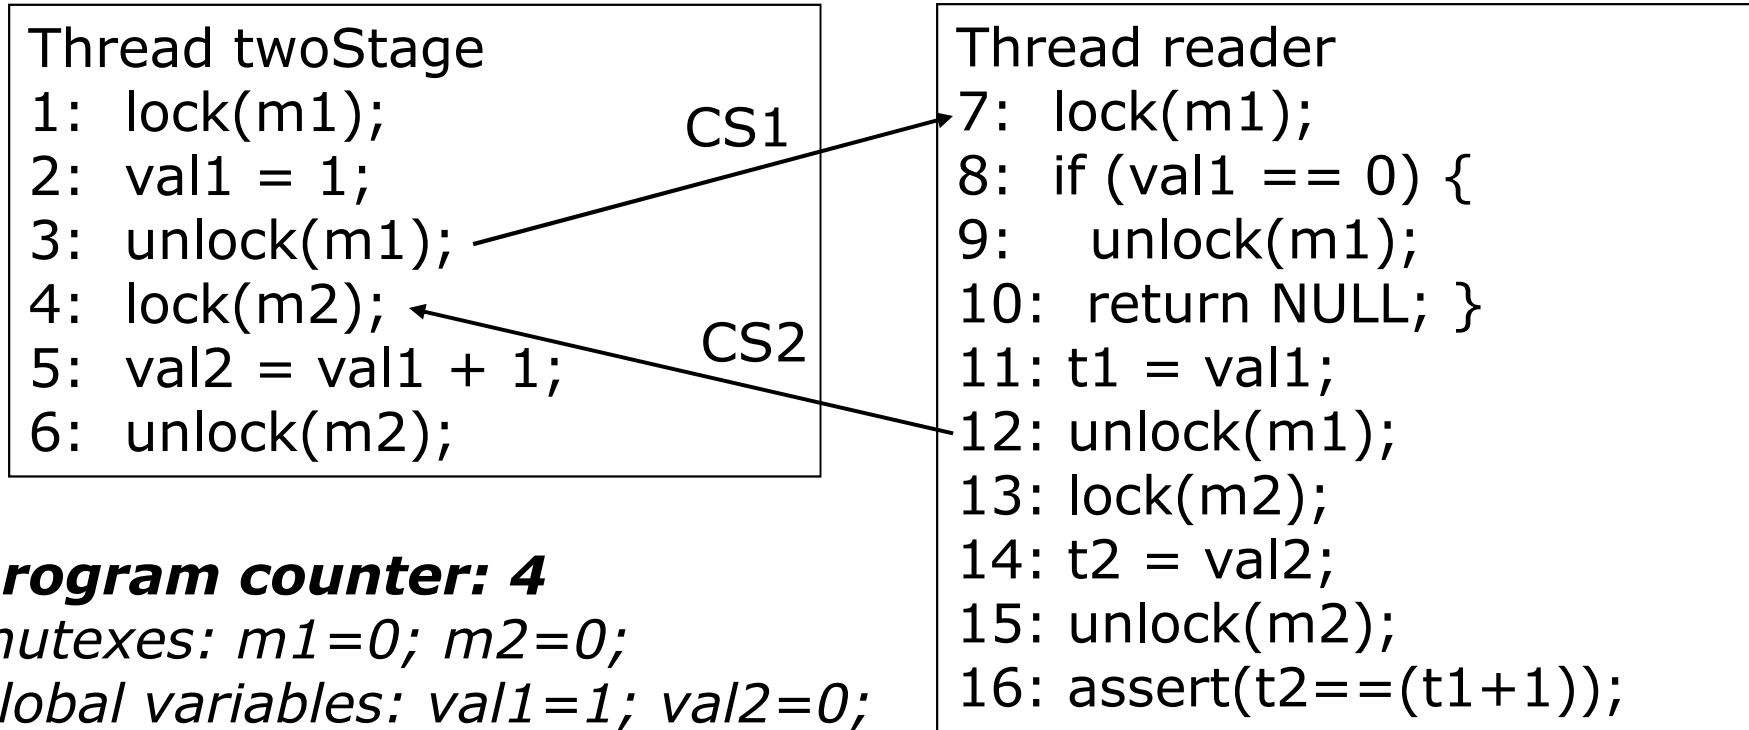 Thread twoStage
1: lock(m1);
2: val1 = 1;
3: unlock(m1);
4: lock(m2);
5: val2 = val1 + 1;
6: unlock(m2);
CS1
CS2
Thread reader
7: lock(m1);
8: if (val1 == 0) {
9: unlock(m1);
10: return NULL; }
11: t1 = val1;
12: unlock(m1);
13: lock(m2);
14: t2 = val2;
15: unlock(m2);
16: assert(t2==(t1+1));
rogram counter: 4
mutexes: m1=0; m2=0;
lobal variables: val1=1; val2=0;